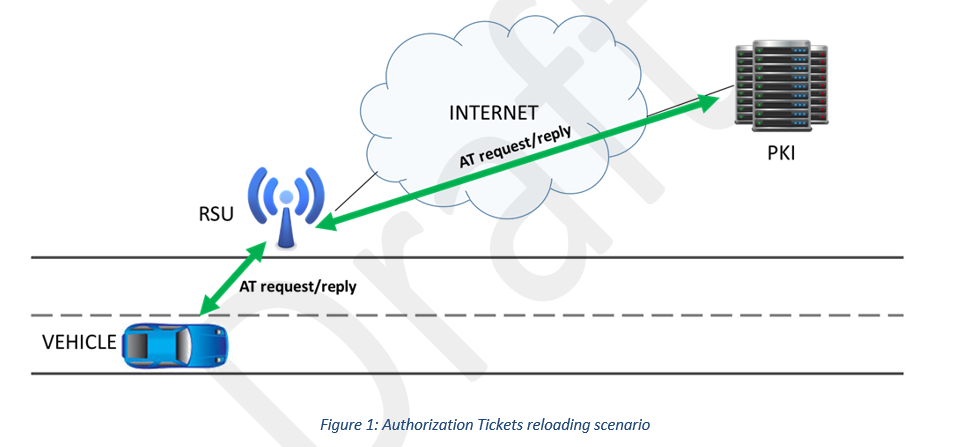 INTERNET
AT request/reply
PKI
RSU
AT request/reply
VEHICLE
Figure 1: Authorization Tickets reloading scenario
Draft